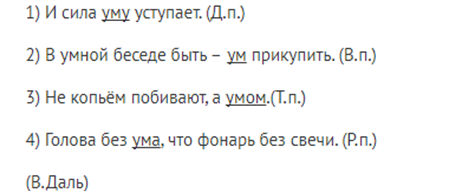 1) И сила уму уступает. (Д.п.)
2) В умной беседе быть – ум прикупить. (В.п.)
3) Не копьём побивают, а умом.(Т.п.)
4) Голова без ума, что фонарь без свечи. (Р.п.)
(В.Даль)